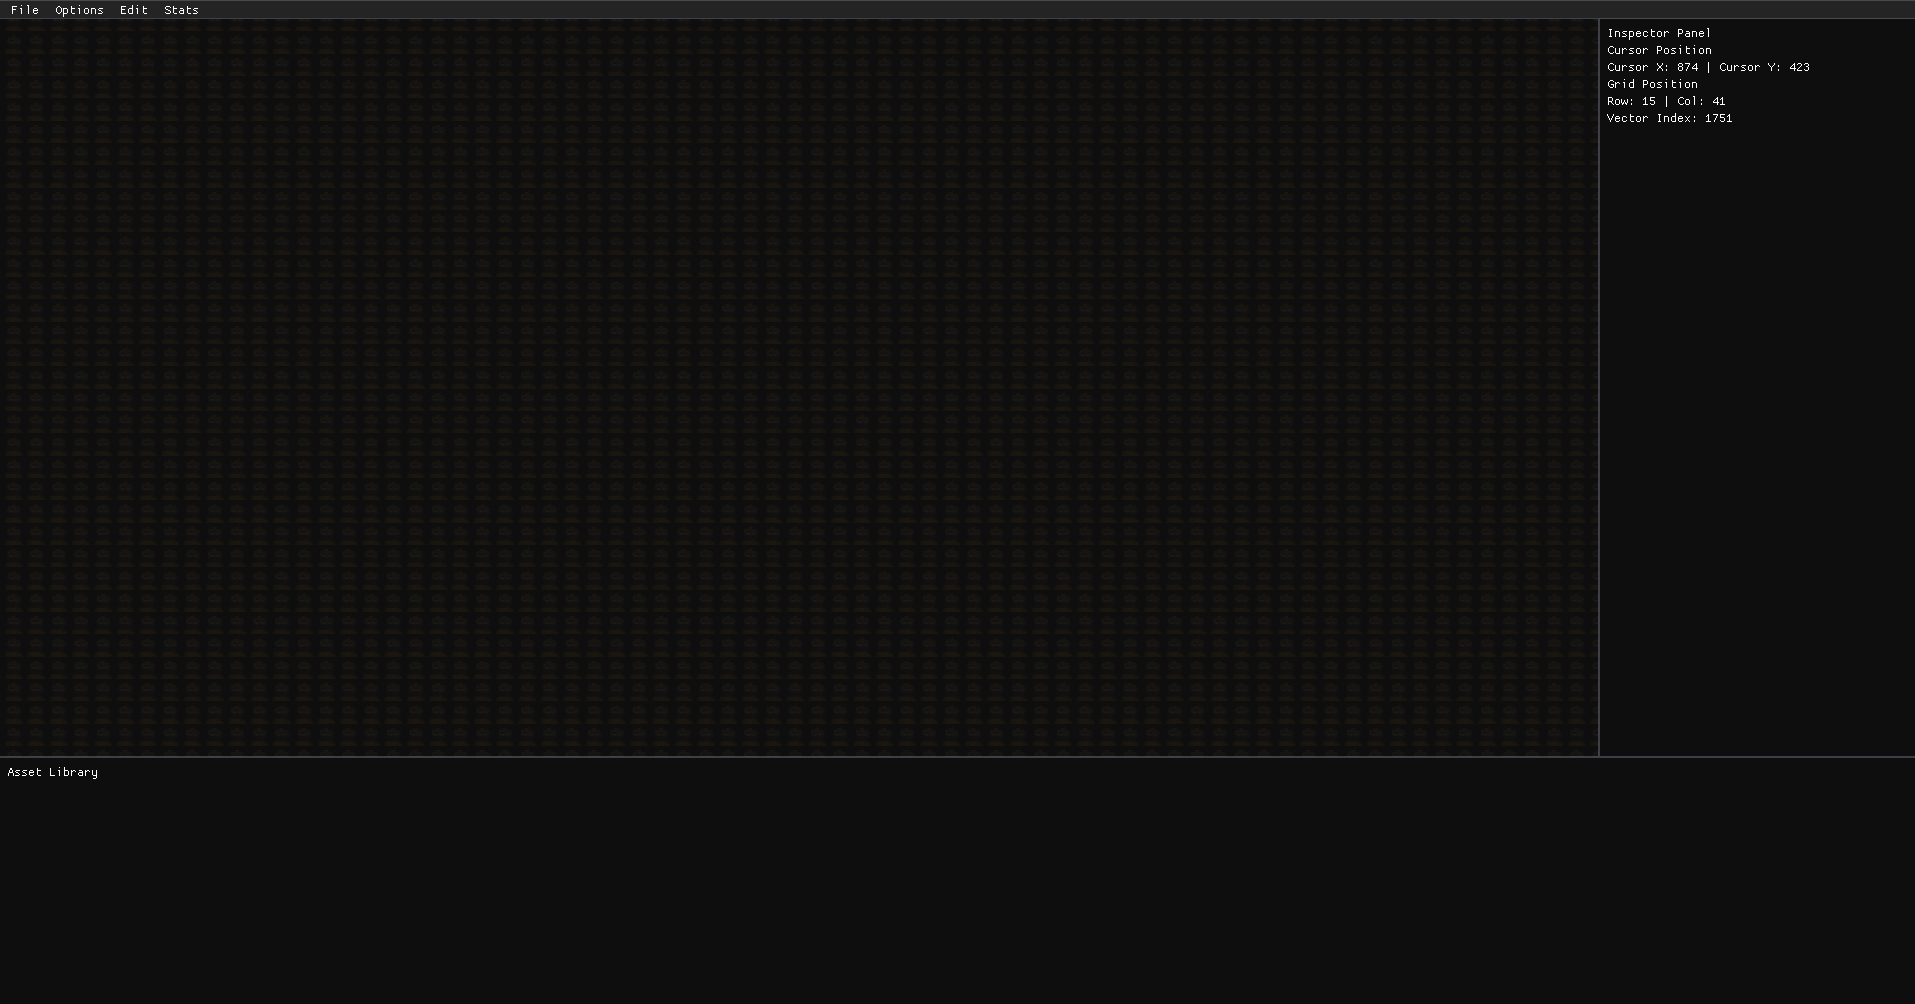 File Options Edit Stats
Inspector Panel
Cursor Position
Cursor X: 874 | Cursor Y: 423
Grid Position
Row: 15 | Col: 41
Vector Index: 1751
Asset Library